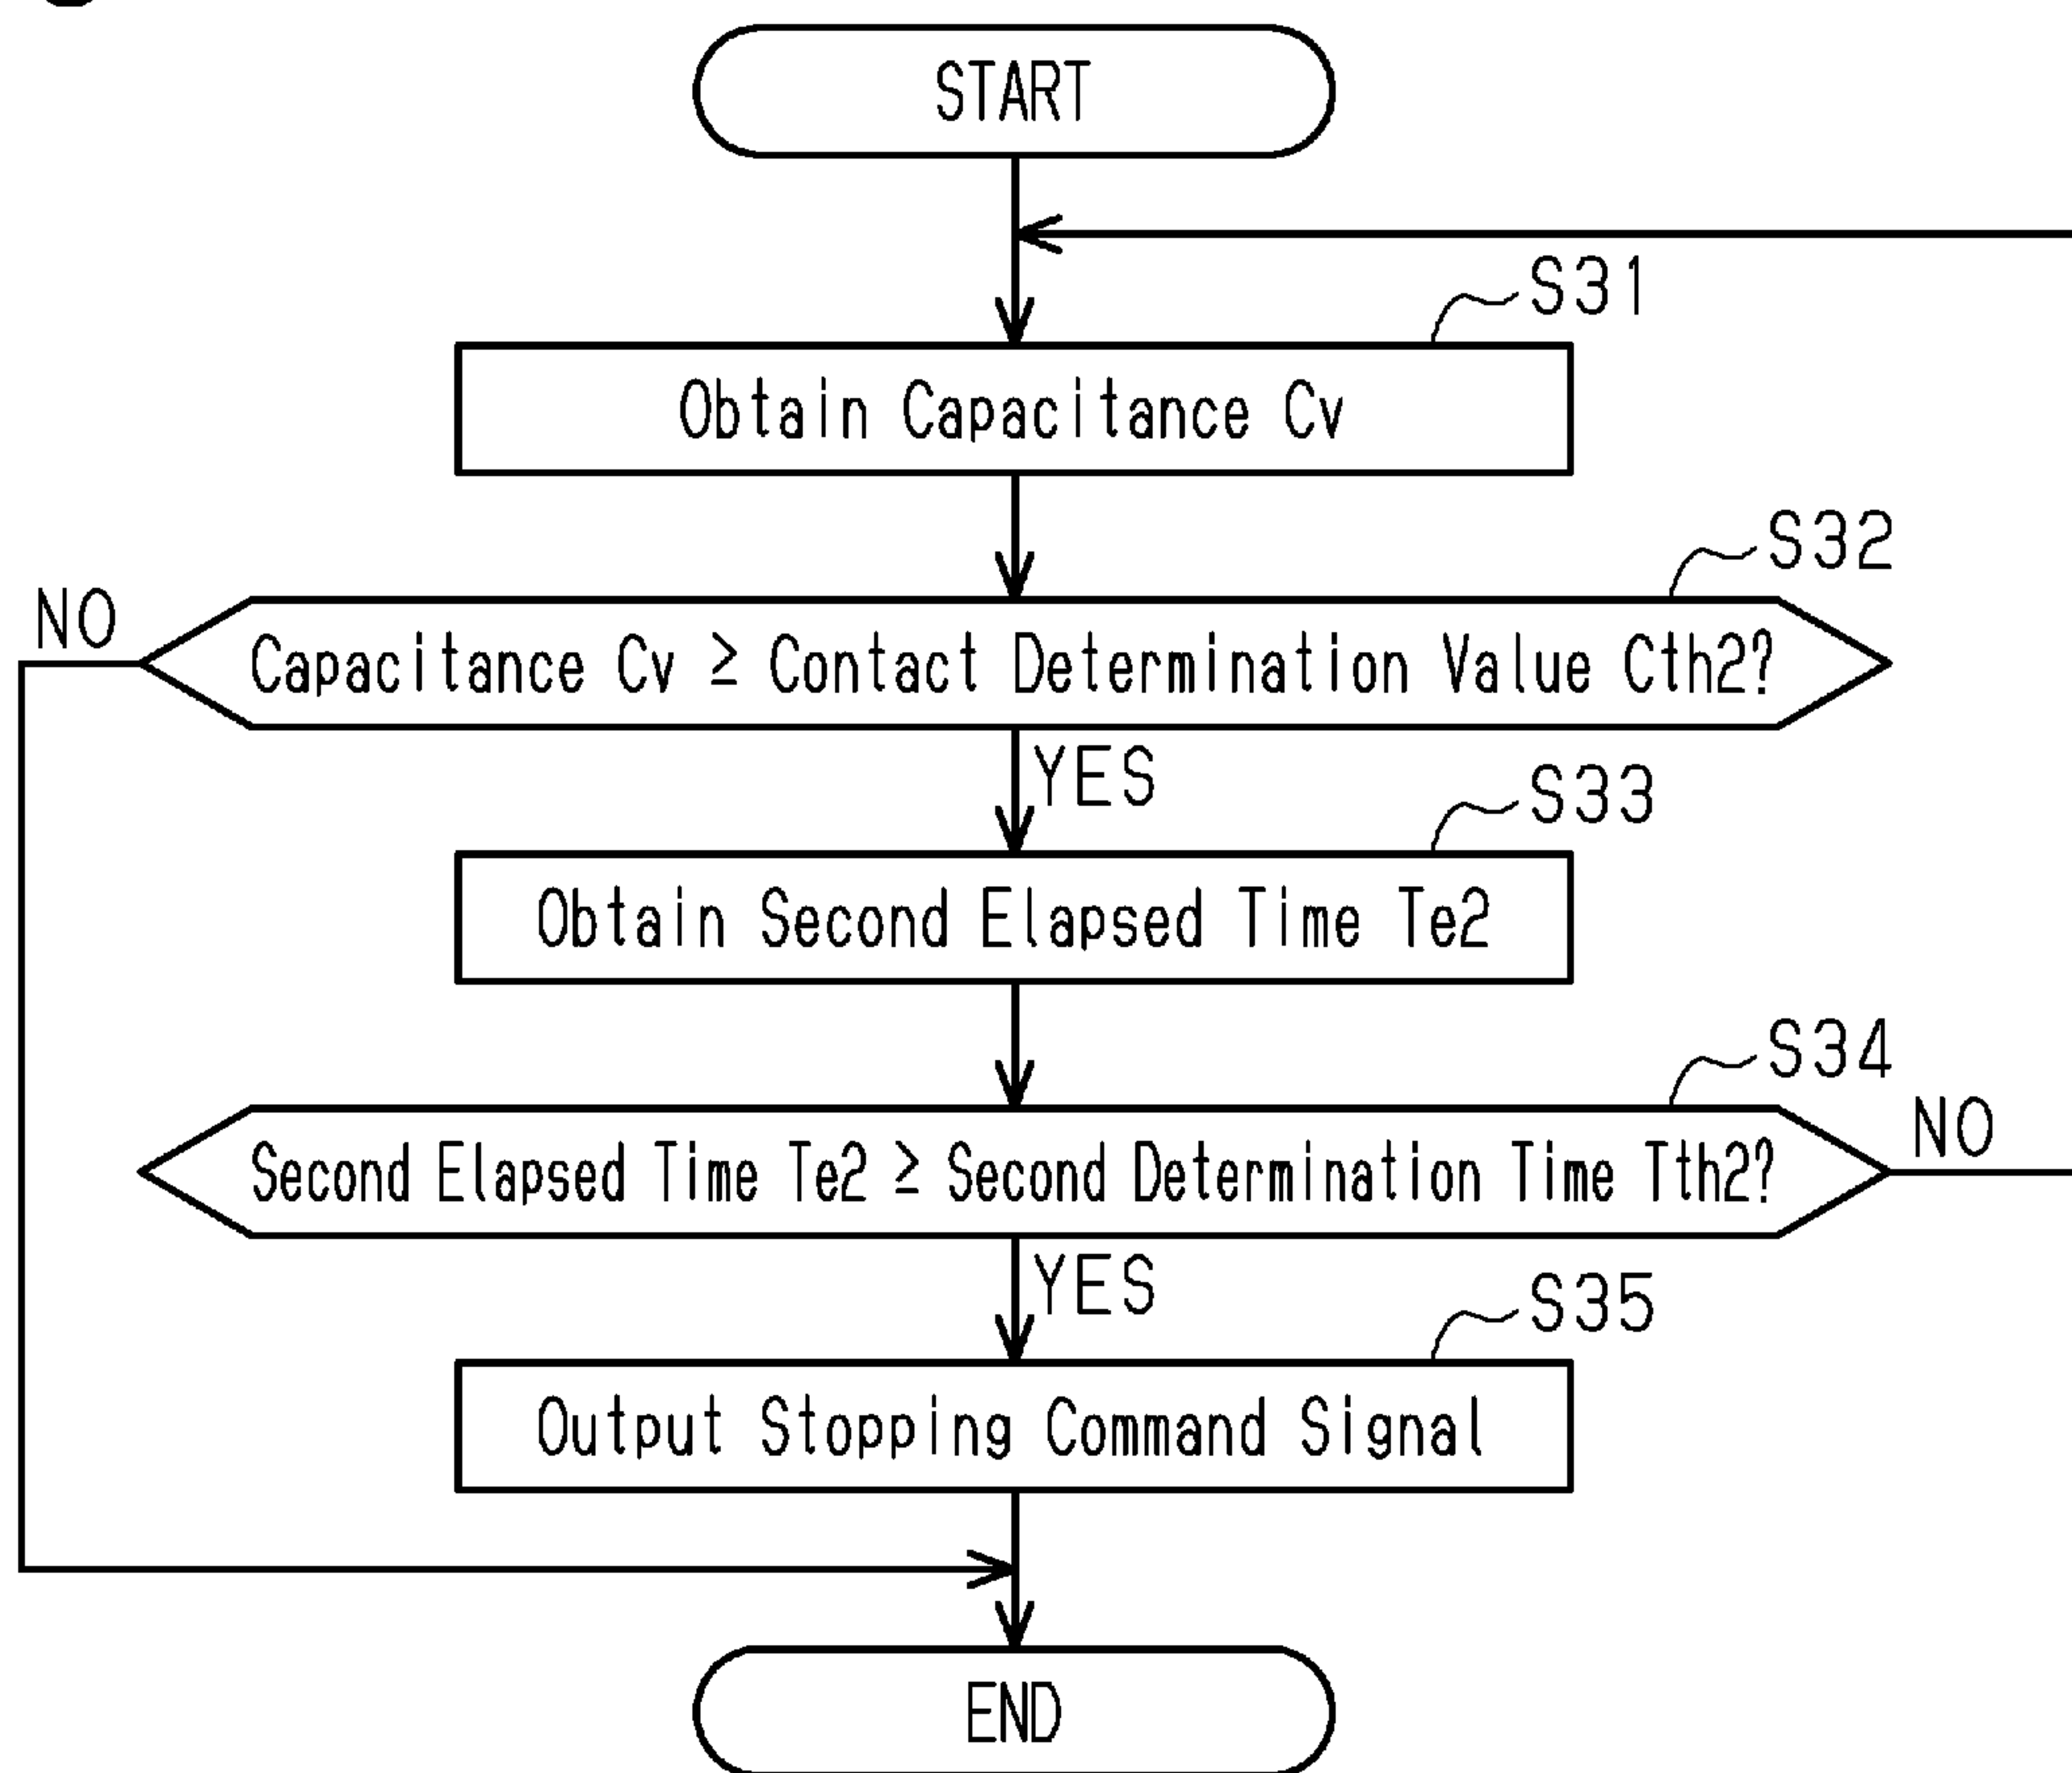 START
S31
Obtain Capacitance Cv
S32
NO
Capacitance Cv ≥ Contact Determination Value Cth2?
YES
S33
Obtain Second Elapsed Time Te2
S34
NO
Second Elapsed Time Te2 ≥ Second Determination Time Tth2?
YES
S35
Output Stopping Command Signal
END